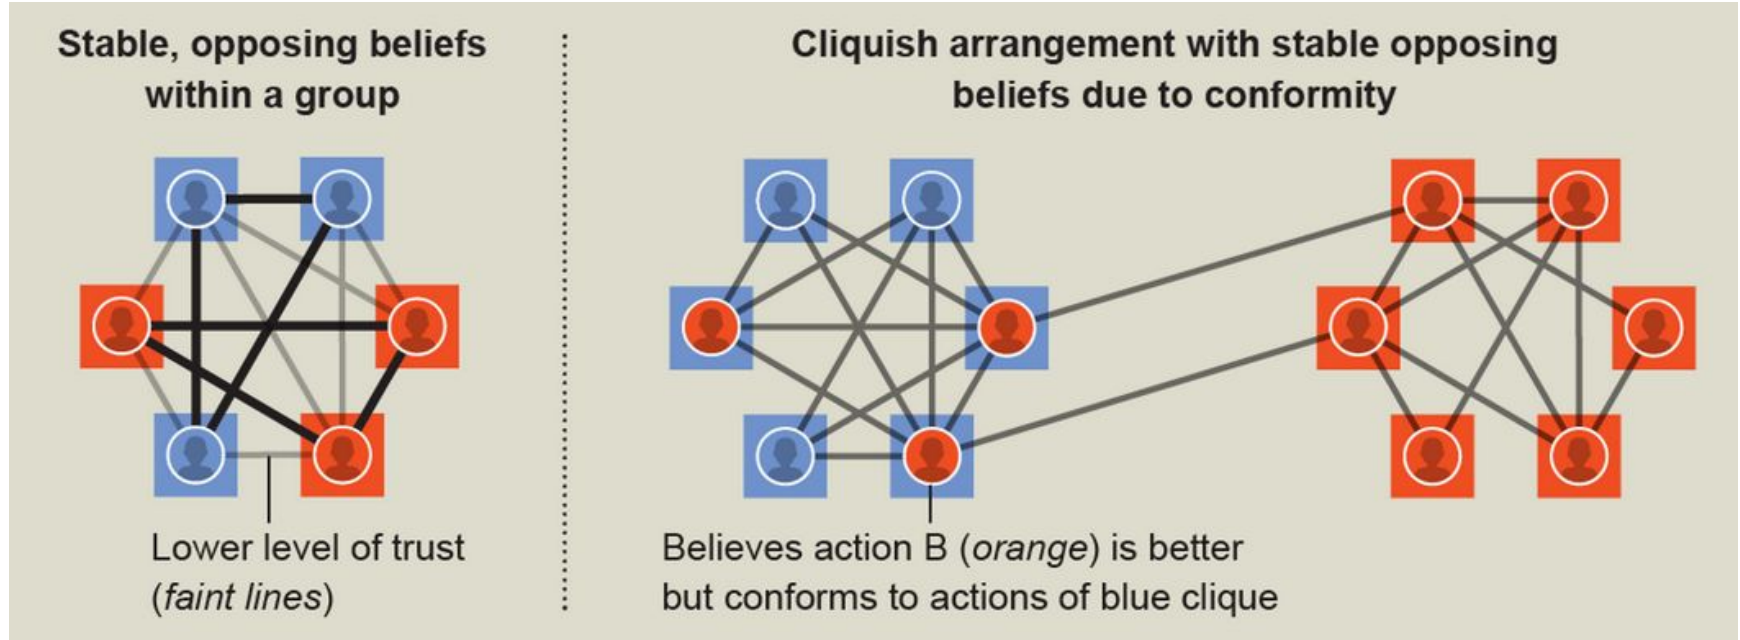 Stable, opposing beliefs
within a group
Cliquish arrangement with stable opposing
beliefs due to conformity
Lower level of trust
(faint lines)
Believes action B (orange) is better
but conforms to actions of blue clique